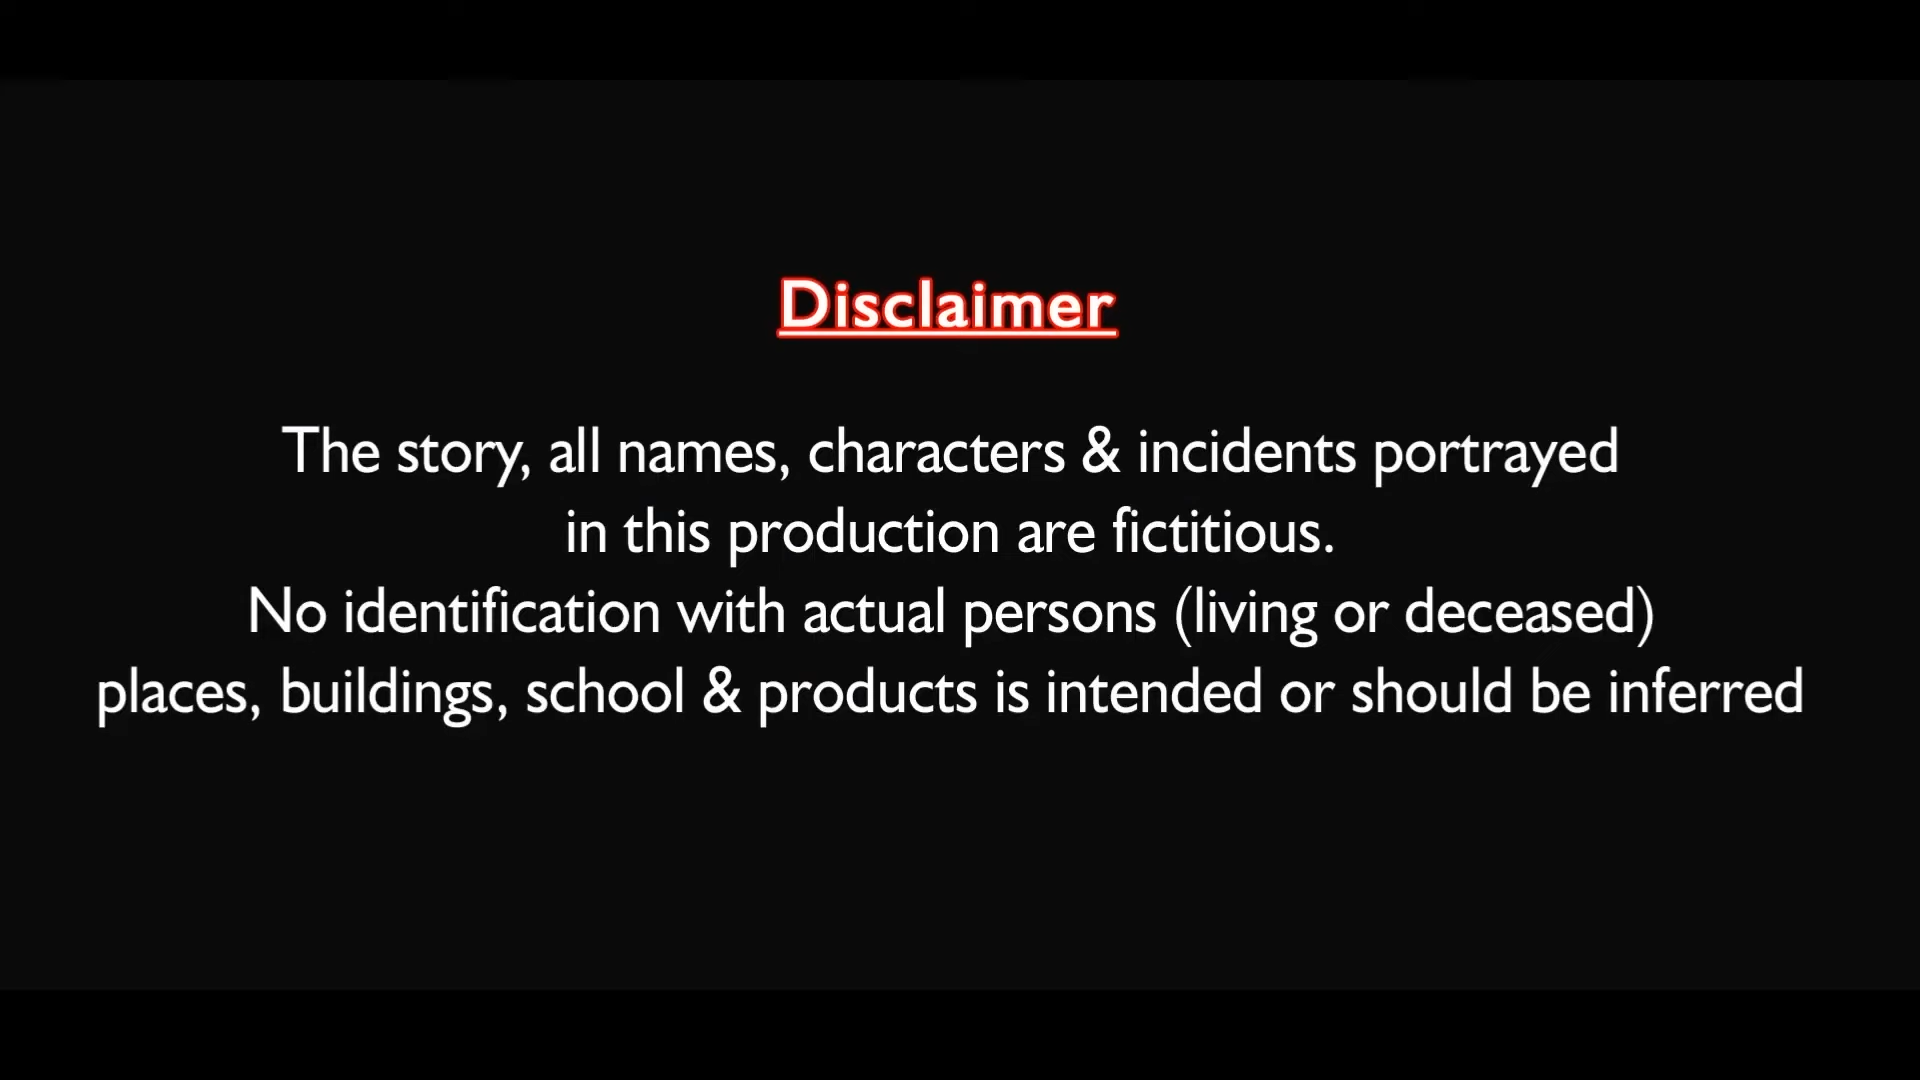 Disclaimer
The story, all names, characters & incidents portrayed
in this production are fictitious.
No identification with actual persons (living or deceased)
places, buildings, school & products is intended or should be inferred